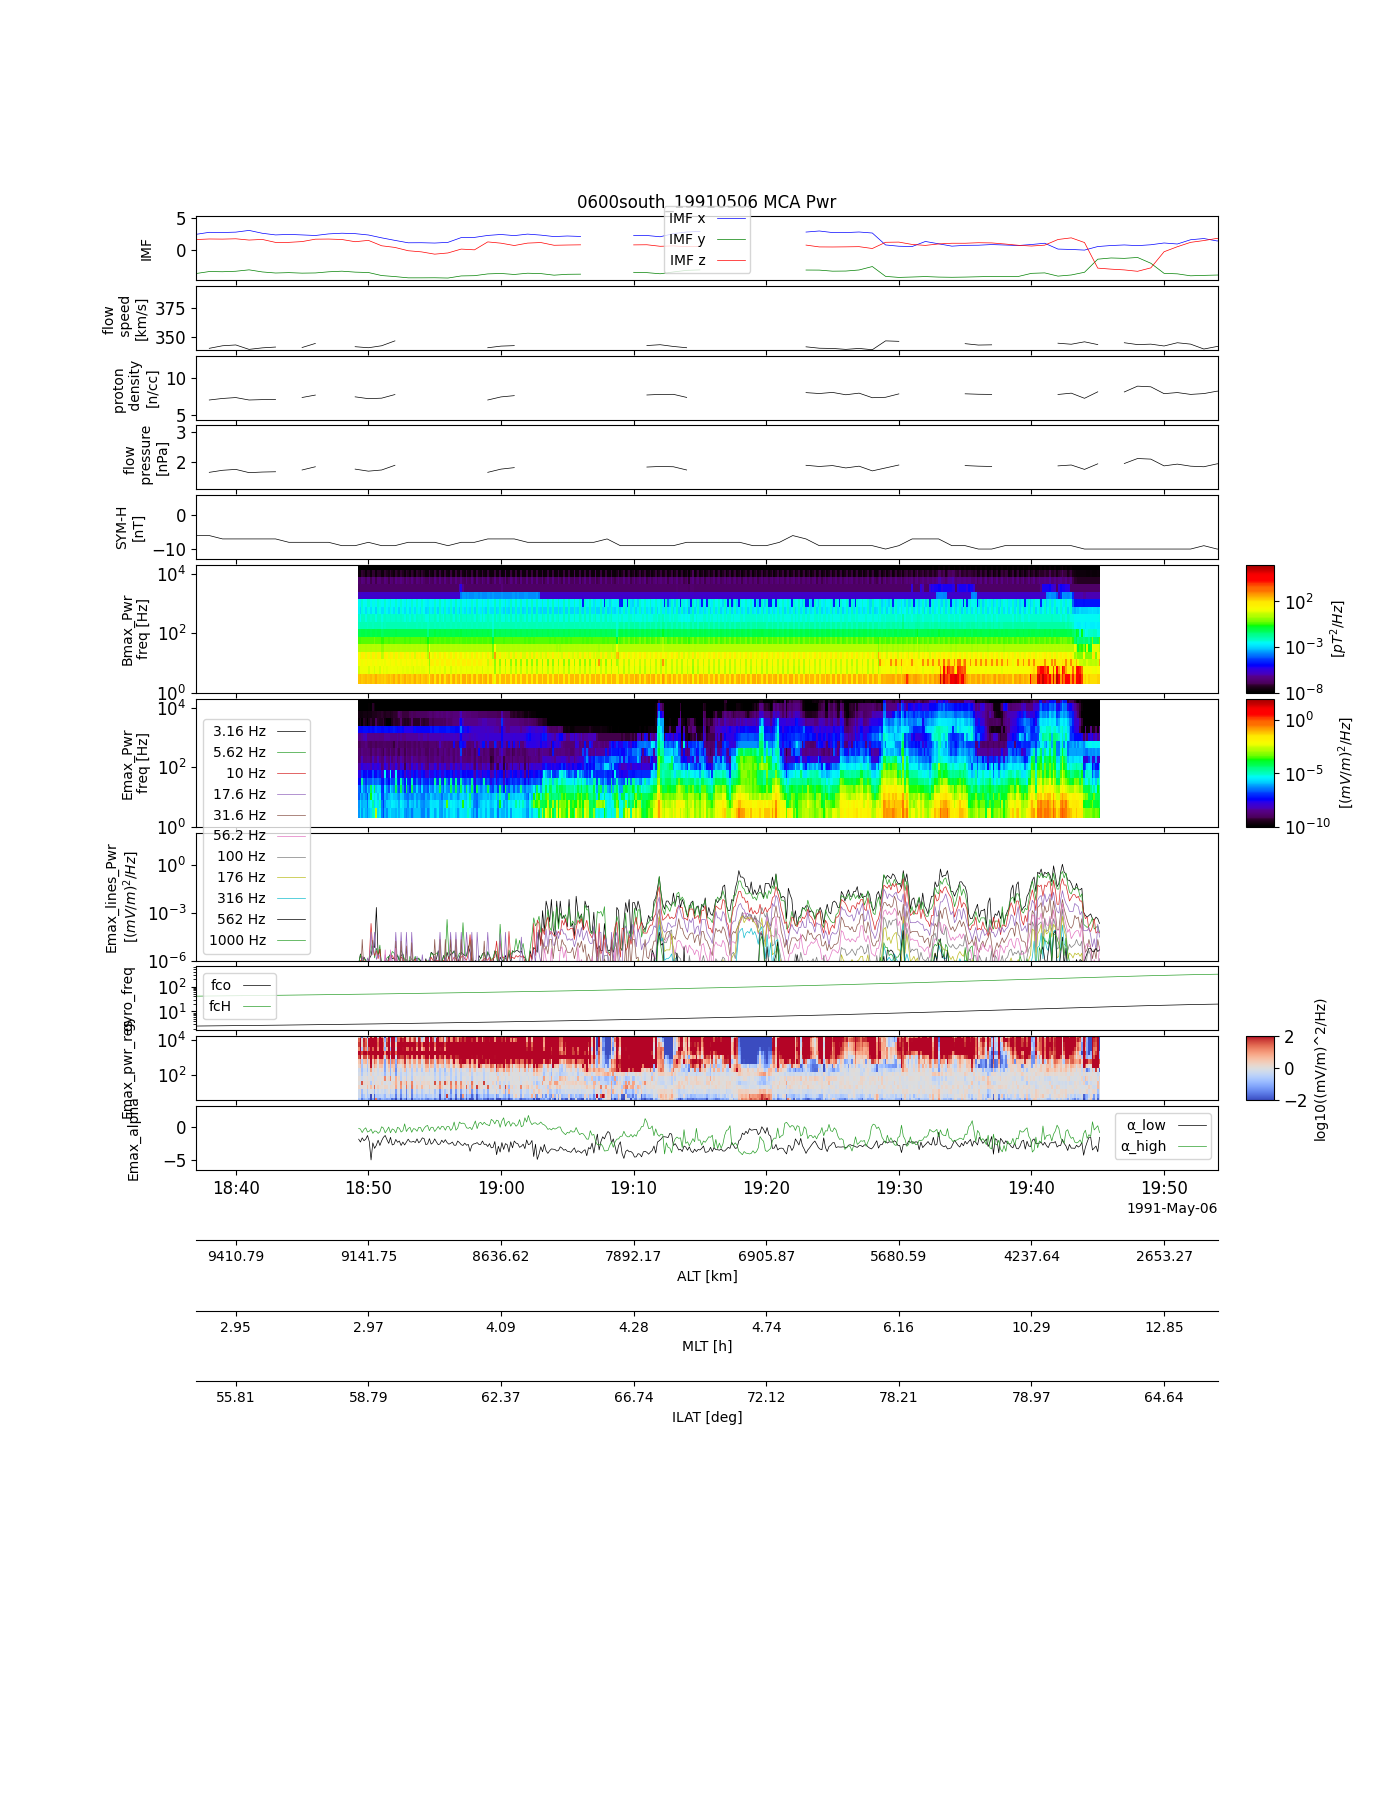 0600south_19910506 MCA Pwr
IMF
5
0
IMF x
IMF y
IMF z
flow
speed
[km/s]
375
350
proton
density
[n/cc]
10
5
flow
pressure
[nPa]
3
2
SYM-H
[nT]
0
−10
Bmax_Pwr
freq [Hz]
10^4
10^2
10^0
10^2
10^−3
10^−8
[pT^2/Hz]
Emax_Pwr
freq [Hz]
10^4
10^2
10^0
10^0
10^−5
10^−10
[(mV/m)^2/Hz]
3.16 Hz
5.62 Hz
10 Hz
17.6 Hz
31.6 Hz
56.2 Hz
100 Hz
176 Hz
316 Hz
562 Hz
1000 Hz
Emax_lines_Pwr
[(mV/m)^2/Hz]
10^0
10^−3
10^−6
gyro_freq
10^2
10^1
fco
fcH
Emax_pwr_reg
10^4
10^2
2
0
−2
log10((mV/m)^2/Hz)
Emax_alpha
0
−5
α_low
α_high
18:40 18:50 19:00 19:10 19:20 19:30 19:40 19:50
1991-May-06
9410.79 9141.75 8636.62 7892.17 6905.87 5680.59 4237.64 2653.27
ALT [km]
2.95 2.97 4.09 4.28 4.74 6.16 10.29 12.85
MLT [h]
55.81 58.79 62.37 66.74 72.12 78.21 78.97 64.64
ILAT [deg]